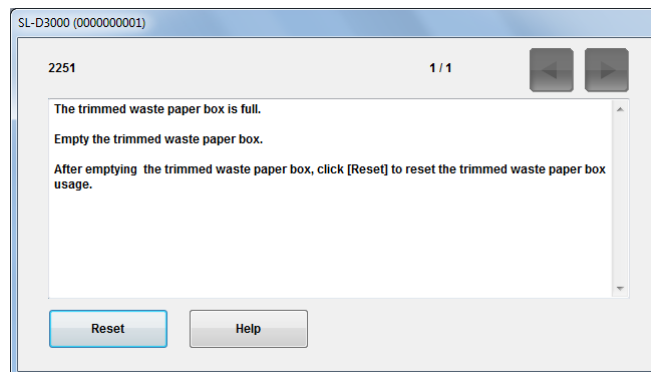 SL-D3000 (0000000001)
2251 1 / 1
The trimmed waste paper box is full.
Empty the trimmed waste paper box.
After emptying  the trimmed waste paper box, click [Reset] to reset the trimmed waste paper box
usage.
Reset Help